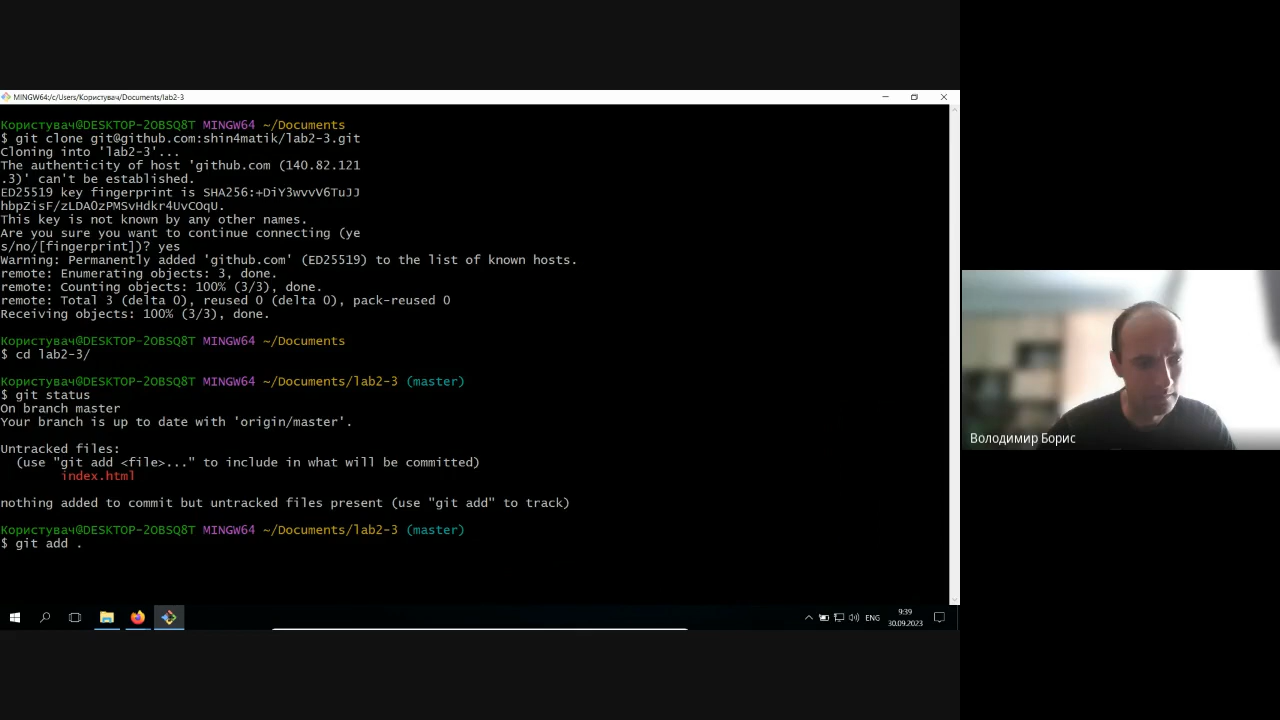 MINGW64:/c/Users/Користувач/Documents/lab2-3
Користувач@DESKTOP-2OBSQ8T MINGW64 ~/Documents
$ git clone git@github.com:shin4matik/lab2-3.git
Cloning into 'lab2-3'...
The authenticity of host 'github.com (140.82.121
.3)' can't be established.
ED25519 key fingerprint is SHA256:+DiY3wvvV6TuJJ
hbpZisF/zLDA0zPMSvHdkr4UvCOqU.
This key is not known by any other names.
Are you sure you want to continue connecting (ye
s/no/[fingerprint])? yes
Warning: Permanently added 'github.com' (ED25519) to the list of known hosts.
remote: Enumerating objects: 3, done.
remote: Counting objects: 100% (3/3), done.
remote: Total 3 (delta 0), reused 0 (delta 0), pack-reused 0
Receiving objects: 100% (3/3), done.
Користувач@DESKTOP-2OBSQ8T MINGW64 ~/Documents
$ cd lab2-3/
Користувач@DESKTOP-2OBSQ8T MINGW64 ~/Documents/lab2-3 (master)
$ git status
On branch master
Your branch is up to date with 'origin/master'.
Untracked files:
(use "git add <file>..." to include in what will be committed)
index.html
nothing added to commit but untracked files present (use "git add" to track)
Користувач@DESKTOP-2OBSQ8T MINGW64 ~/Documents/lab2-3 (master)
$ git add .
ENG
9:39
30.09.2023
Володимир Борис